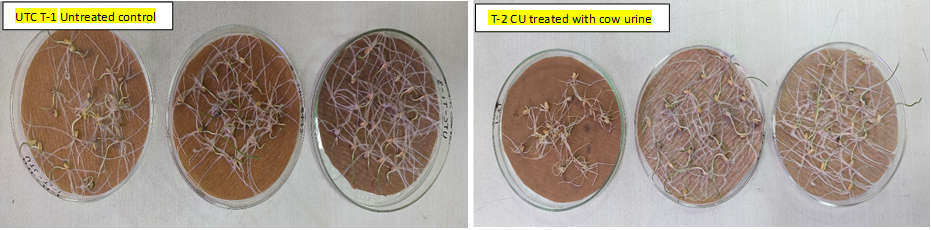 UTC T-1 Untreated control
T-2 CU treated with cow urine